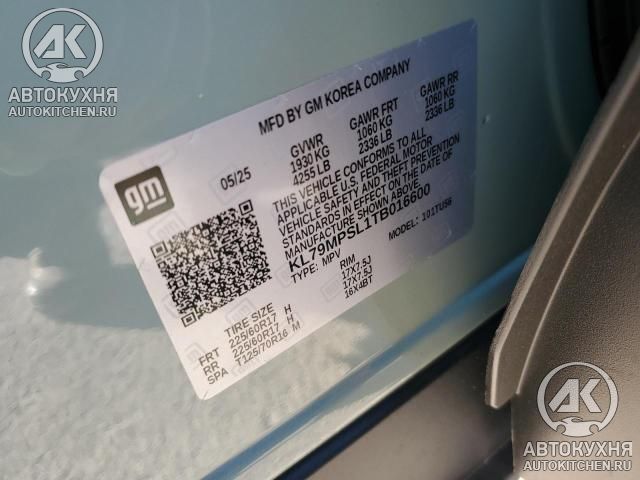 AK
АВТОКУХНЯ
AUTOKITCHEN.RU
gm
MFD BY GM KOREA COMPANY
05/25
GVWR GAWR FRT GAWR RR
1930 KG 1060 KG 1060 KG
4255 LB 2336 LB 2336 LB
THIS VEHICLE CONFORMS TO ALL
APPLICABLE U.S. FEDERAL MOTOR
VEHICLE SAFETY AND THEFT PREVENTION
STANDARDS IN EFFECT ON THE DATE OF
MANUFACTURE SHOWN ABOVE.
KL79MPSL1TB016600
TYPE: MPV MODEL: 101TUS6
TIRE SIZE RIM
FRT 225/60R17 H 17X7.5J
RR 225/60R17 H 17X7.5J
SPA T125/70R16 M 16X4BT
AK
АВТОКУХНЯ
AUTOKITCHEN.RU